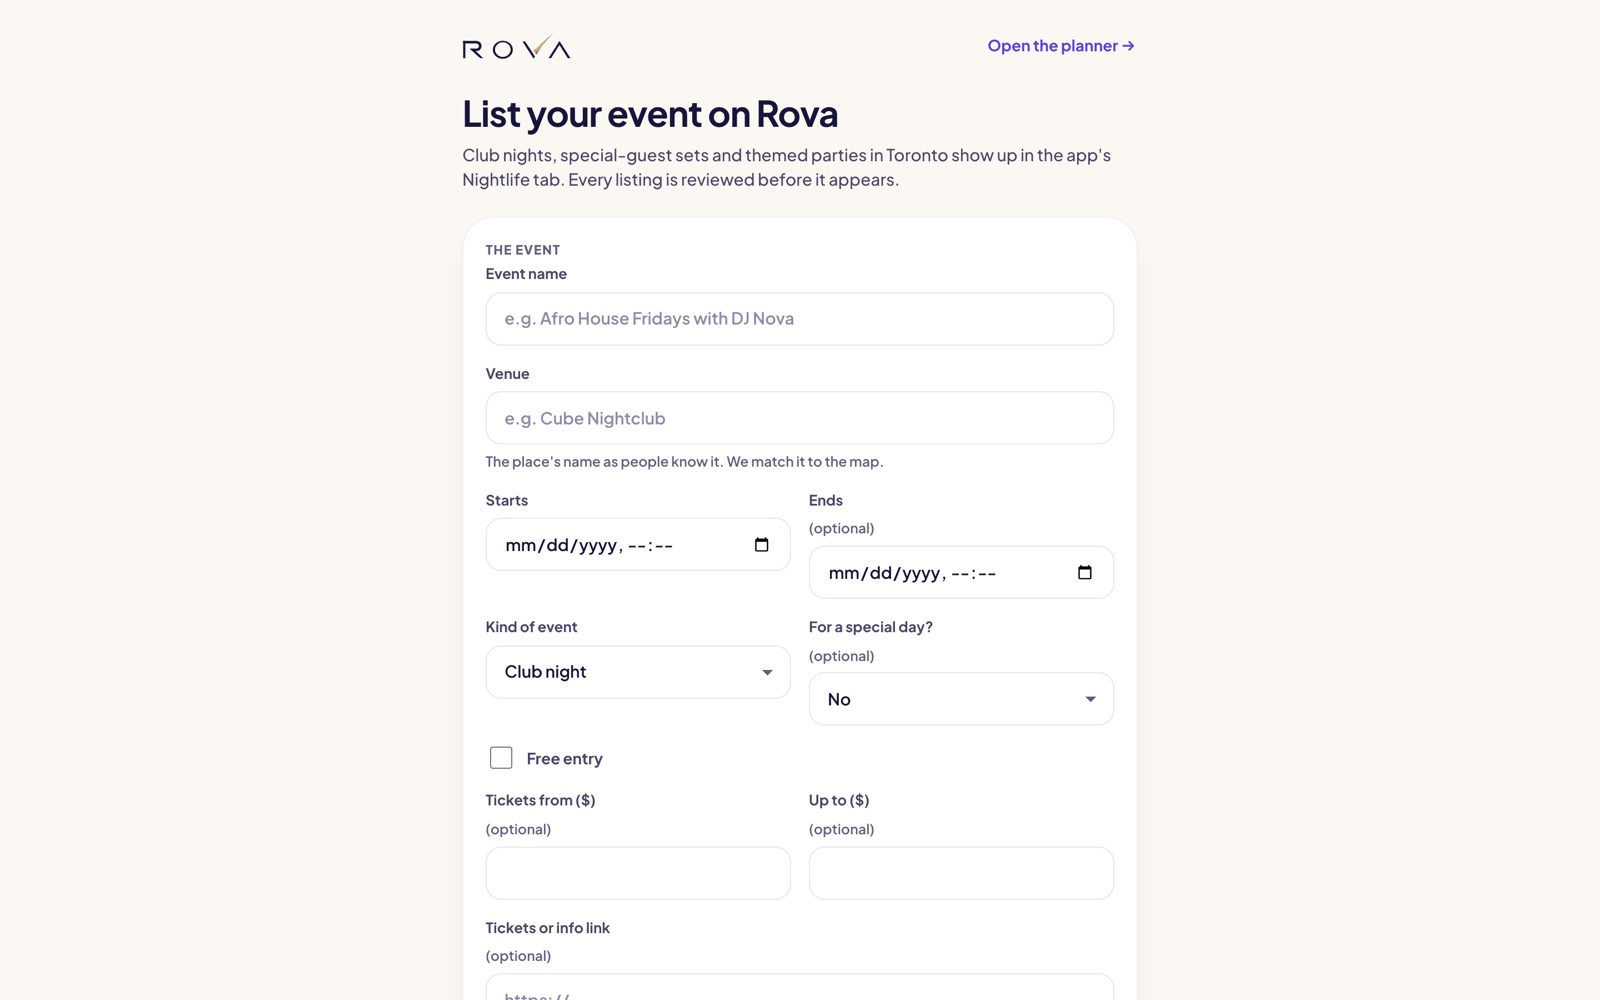 ROVA
Open the planner →
List your event on Rova
Club nights, special-guest sets and themed parties in Toronto show up in the app's
Nightlife tab. Every listing is reviewed before it appears.
THE EVENT
Event name
e.g. Afro House Fridays with DJ Nova
Venue
e.g. Cube Nightclub
The place's name as people know it. We match it to the map.
Starts
mm/dd/yyyy, --:--
Ends
(optional)
mm/dd/yyyy, --:--
Kind of event
Club night
For a special day?
(optional)
No
Free entry
Tickets from ($)
(optional)
Up to ($)
(optional)
Tickets or info link
(optional)
https://